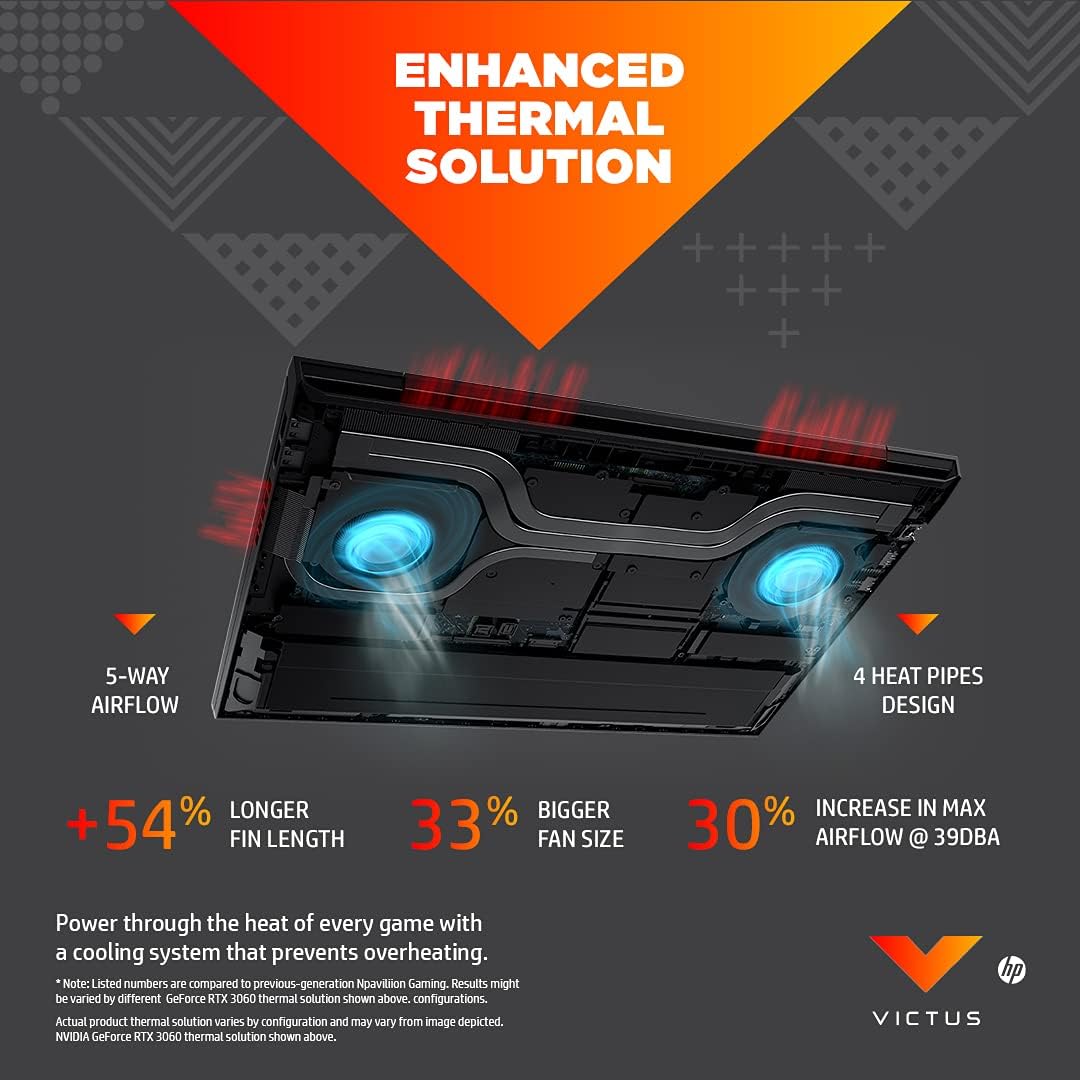 ENHANCED
THERMAL
SOLUTION
5-WAY
AIRFLOW
4 HEAT PIPES
DESIGN
+54% LONGER
FIN LENGTH
33% BIGGER
FAN SIZE
30% INCREASE IN MAX
AIRFLOW @ 39DBA
Power through the heat of every game with
a cooling system that prevents overheating.
* Note: Listed numbers are compared to previous-generation Npaviliion Gaming. Results might
be varied by different GeForce RTX 3060 thermal solution shown above. configurations.
Actual product thermal solution varies by configuration and may vary from image depicted.
NVIDIA GeForce RTX 3060 thermal solution shown above.
VICTUS
hp